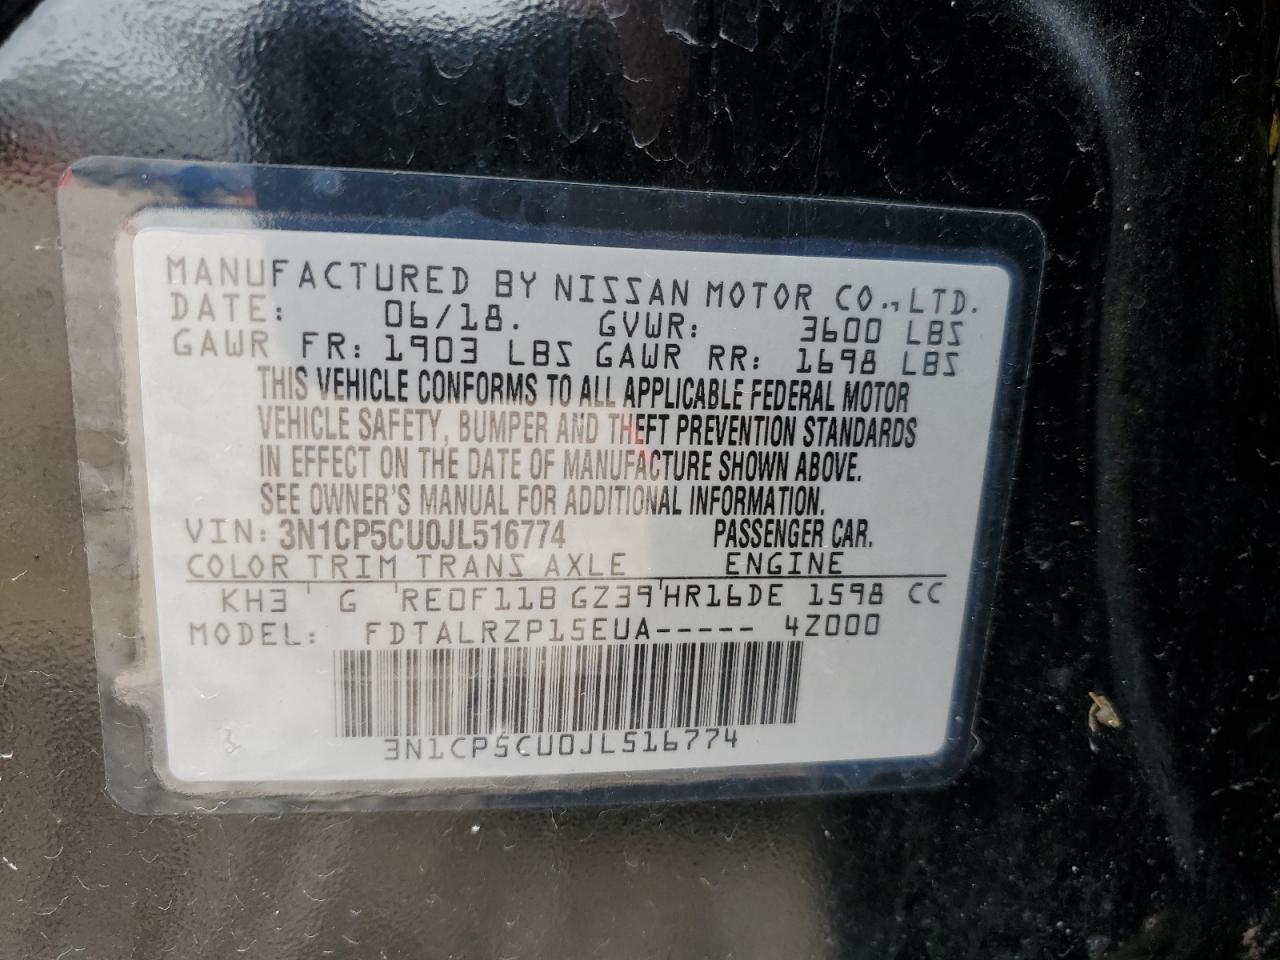 MANUFACTURED BY NISSAN MOTOR CO.,LTD.
DATE: 06/18. GVWR: 3600 LBS
GAWR FR: 1903 LBS GAWR RR: 1698 LBS
THIS VEHICLE CONFORMS TO ALL APPLICABLE FEDERAL MOTOR
VEHICLE SAFETY, BUMPER AND THEFT PREVENTION STANDARDS
IN EFFECT ON THE DATE OF MANUFACTURE SHOWN ABOVE.
SEE OWNER'S MANUAL FOR ADDITIONAL INFORMATION.
VIN: 3N1CP5CU0JL516774 PASSENGER CAR.
COLOR TRIM TRANS AXLE ENGINE
KH3 ' G RE0F11B GZ39 ' HR16DE 1598 CC
MODEL: FDTALRZP15EUA----- 4Z000
3N1CP5CU0JL516774